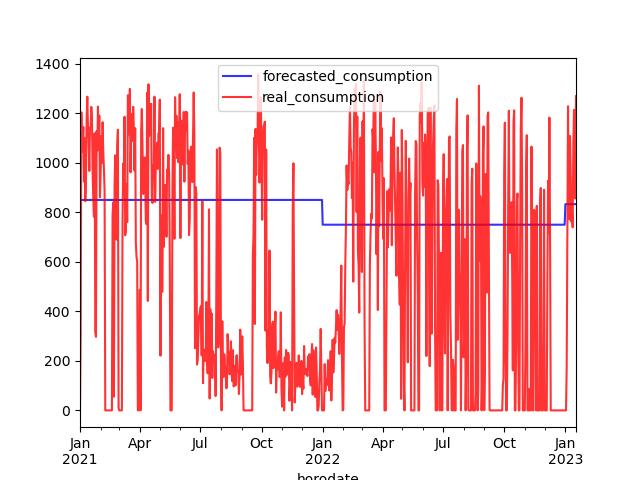 forecasted_consumption
real_consumption
1400
1200
1000
800
600
400
200
0
Jan Apr Jul Oct Jan Apr Jul Oct Jan
2021 2022 2023
horodate